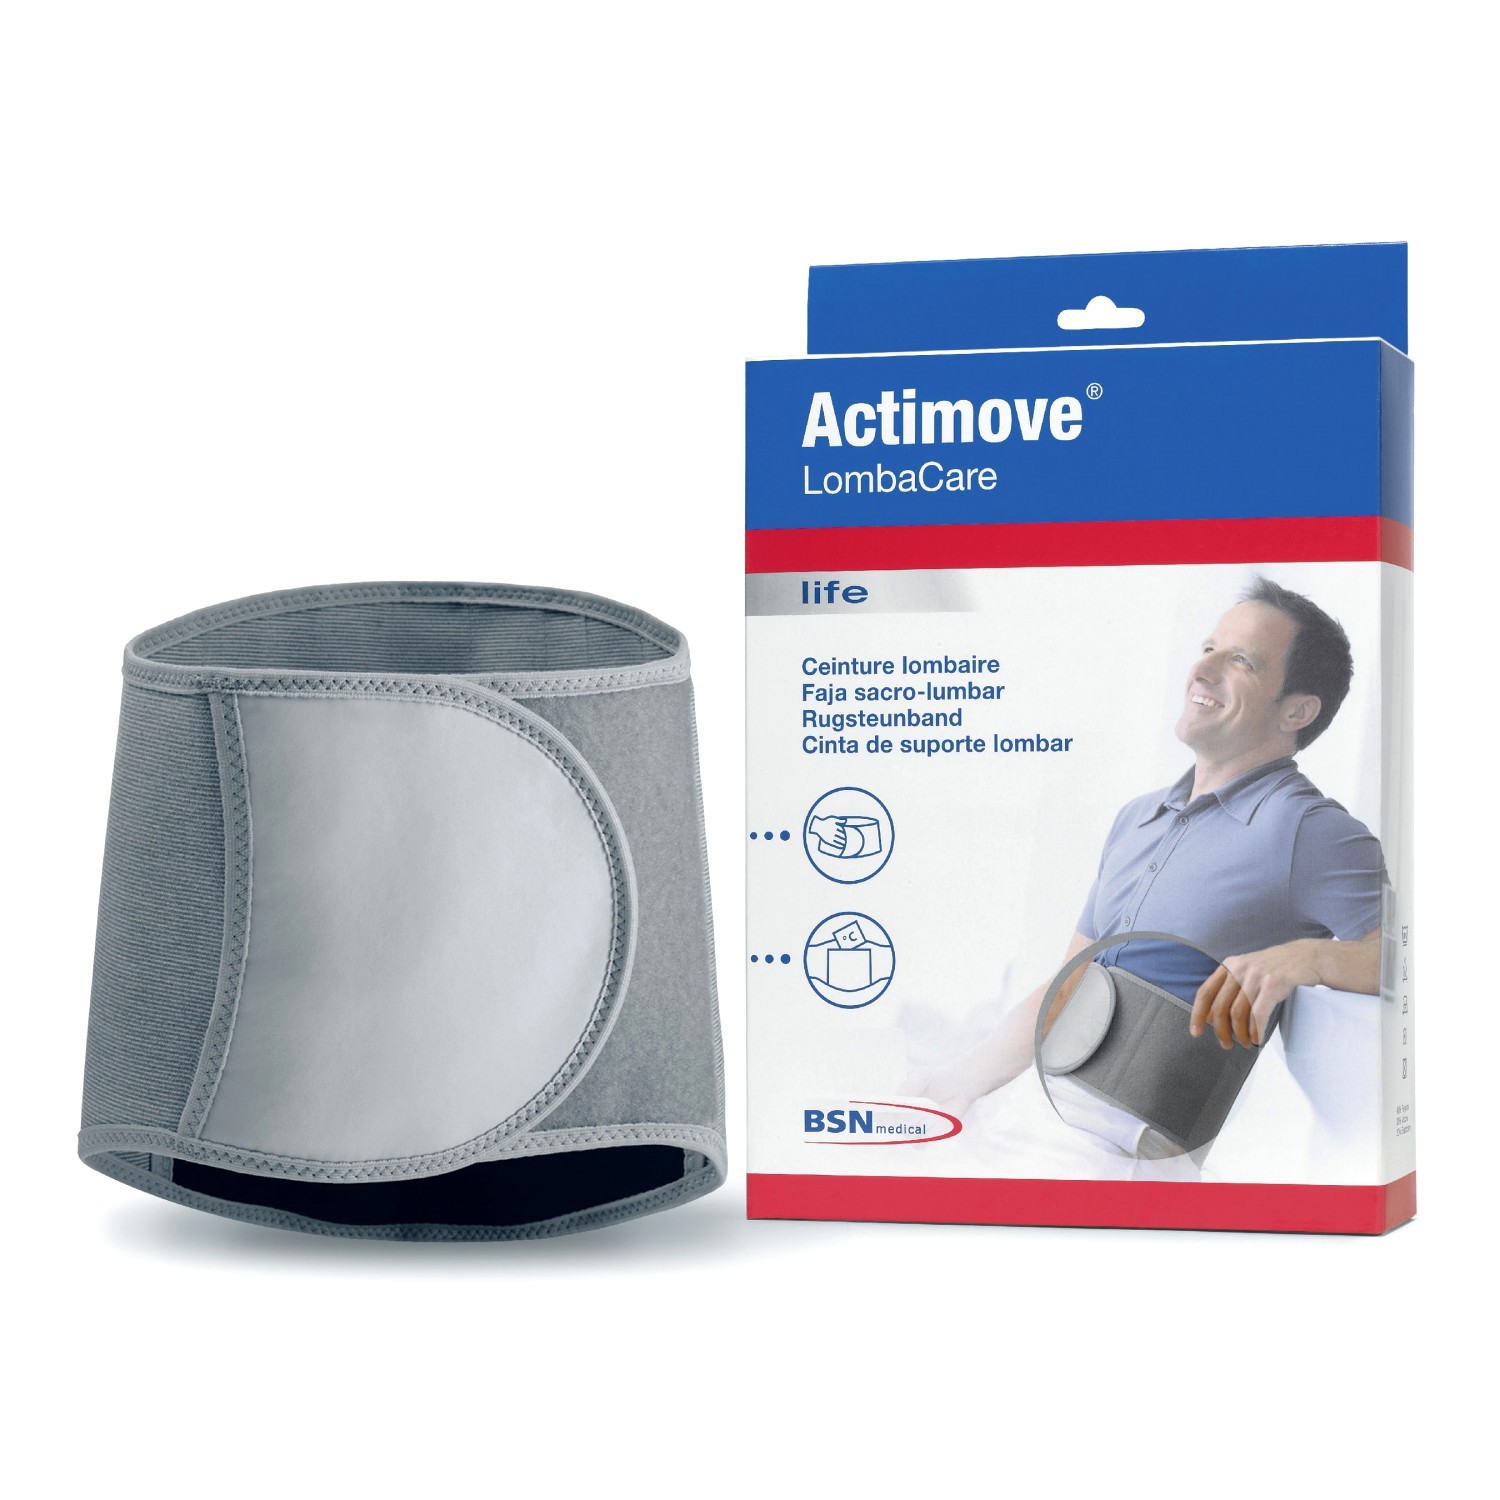 Actimove®
LombaCare
life
Ceinture lombaire
Faja sacro-lumbar
Rugsteunband
Cinta de suporte lombar
°C
BSN medical